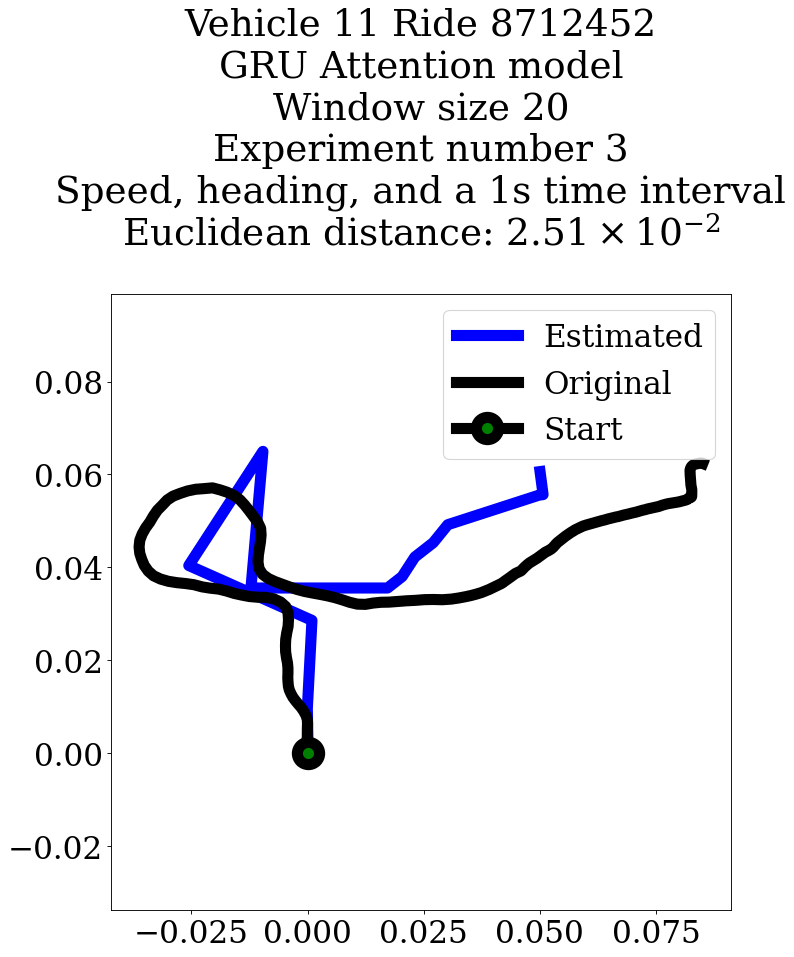 Vehicle 11 Ride 8712452
GRU Attention model
Window size 20
Experiment number 3
Speed, heading, and a 1s time interval
Euclidean distance: 2.51 × 10⁻²
Estimated
Original
Start
0.08
0.06
0.04
0.02
0.00
−0.02
−0.025 0.000 0.025 0.050 0.075